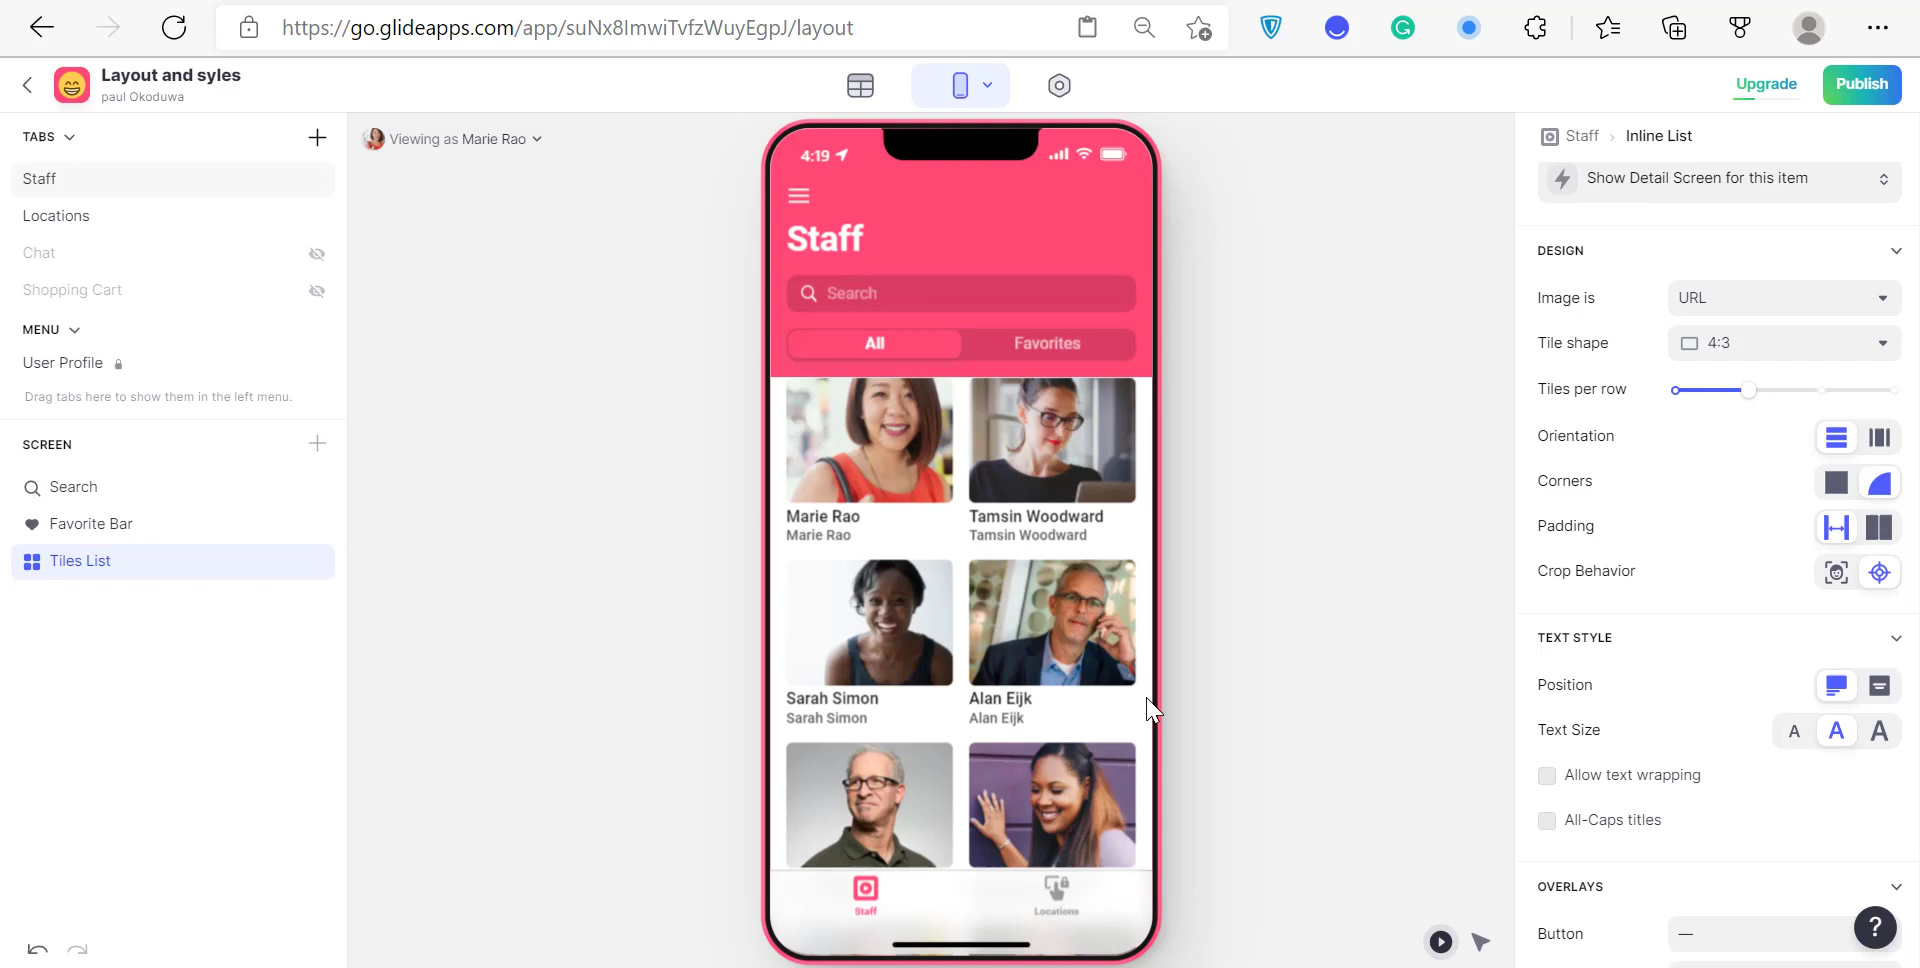 https://go.glideapps.com/app/suNx8ImwiTvfzWuyEgpJ/layout
Layout and syles
paul Okoduwa
Upgrade
Publish
TABS
Staff
Locations
Chat
Shopping Cart
MENU
User Profile
Drag tabs here to show them in the left menu.
SCREEN
Search
Favorite Bar
Tiles List
Viewing as Marie Rao
4:19
Staff
Search
All
Favorites
Marie Rao
Marie Rao
Tamsin Woodward
Tamsin Woodward
Sarah Simon
Sarah Simon
Alan Eijk
Alan Eijk
Staff
Locations
Staff › Inline List
Show Detail Screen for this item
DESIGN
Image is
URL
Tile shape
4:3
Tiles per row
Orientation
Corners
Padding
Crop Behavior
TEXT STYLE
Position
Text Size
A A A
Allow text wrapping
All-Caps titles
OVERLAYS
Button
—
?